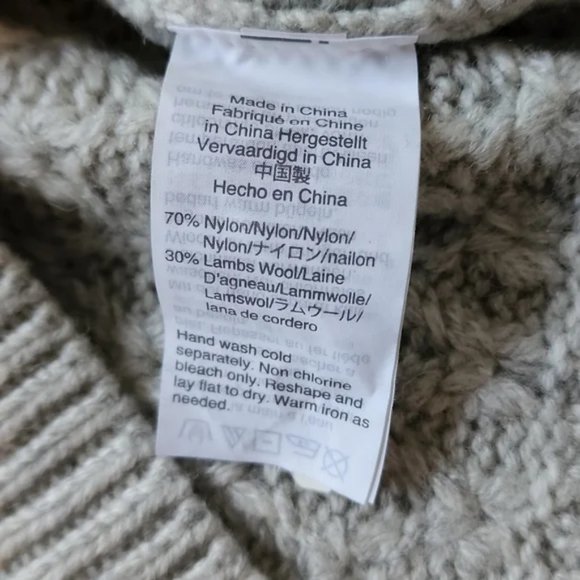 Made in China
Fabriqué en Chine
in China Hergestellt
Vervaardigd in China
中国製
Hecho en China
70% Nylon/Nylon/Nylon/
Nylon/ナイロン/nailon
30% Lambs Wool/Laine
D'agneau/Lammwolle/
Lamswol/ラムウール/
lana de cordero
Hand wash cold
separately. Non chlorine
bleach only. Reshape and
lay flat to dry. Warm iron as
needed.